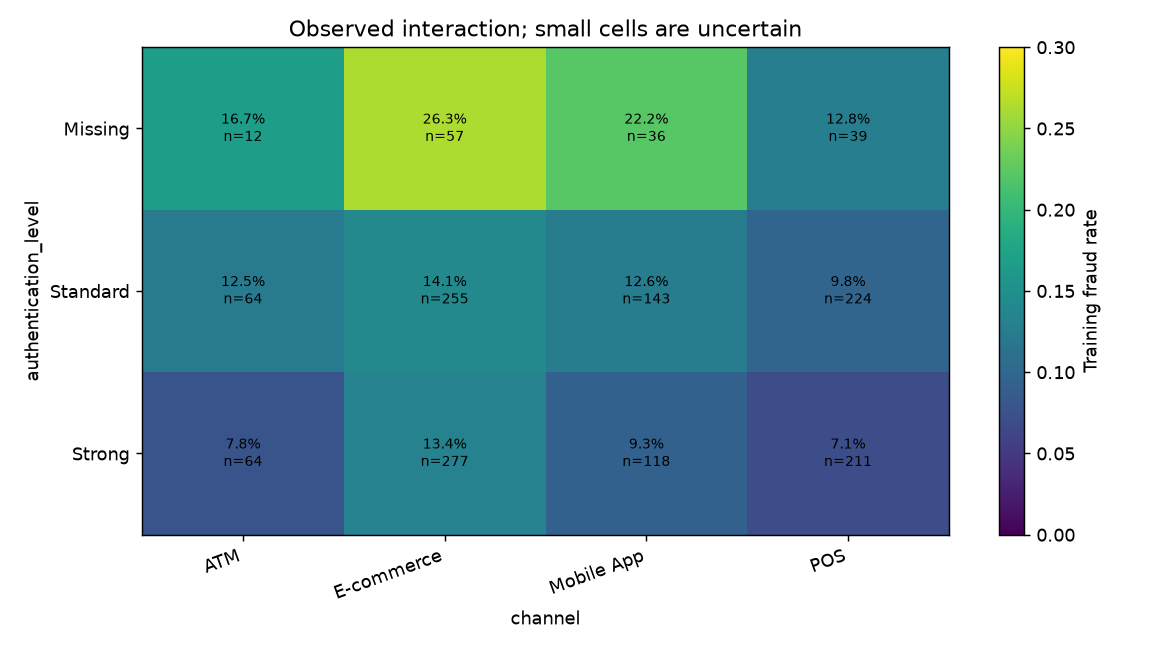 Observed interaction; small cells are uncertain
authentication_level
Missing
16.7%
n=12
26.3%
n=57
22.2%
n=36
12.8%
n=39
Standard
12.5%
n=64
14.1%
n=255
12.6%
n=143
9.8%
n=224
Strong
7.8%
n=64
13.4%
n=277
9.3%
n=118
7.1%
n=211
ATM
E-commerce
Mobile App
POS
channel
0.30
0.25
0.20
0.15
0.10
0.05
0.00
Training fraud rate